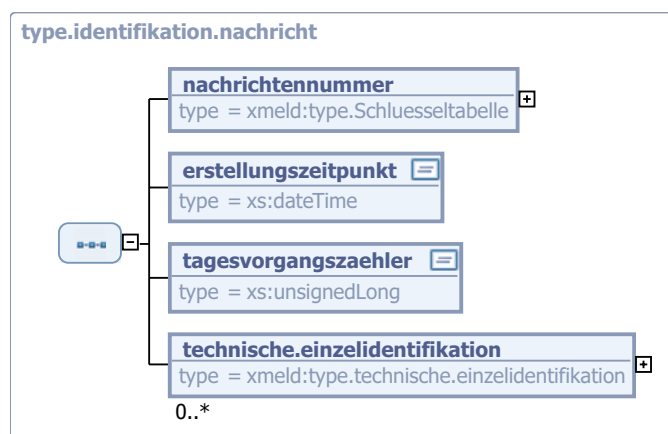 type.identifikation.nachricht
nachrichtennummer
type = xmeld:type.Schluesseltabelle
erstellungszeitpunkt
type = xs:dateTime
tagesvorgangszaehler
type = xs:unsignedLong
technische.einzelidentifikation
type = xmeld:type.technische.einzelidentifikation
0..*